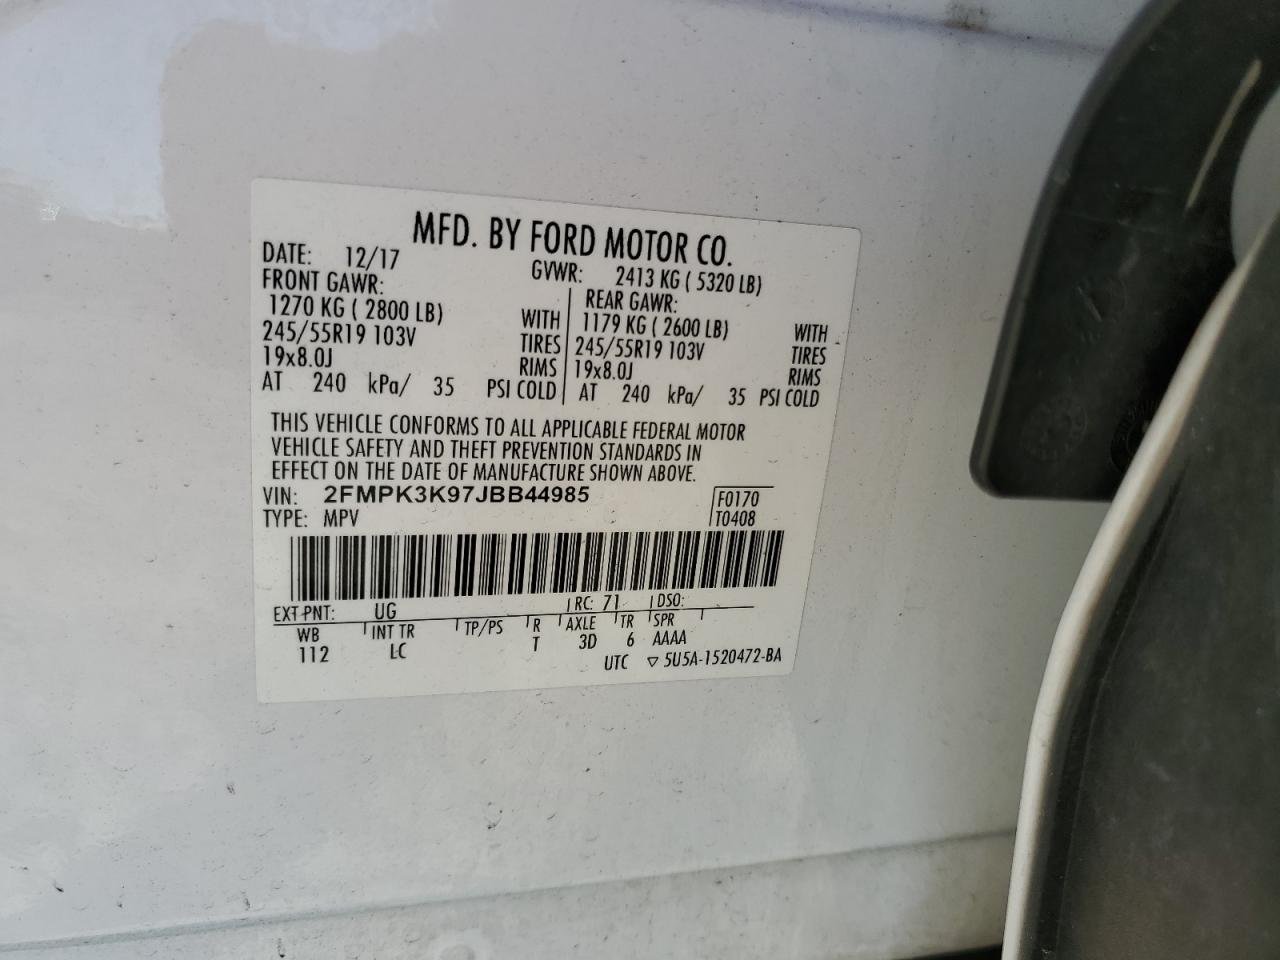 MFD. BY FORD MOTOR CO.
DATE: 12/17 GVWR: 2413 KG ( 5320 LB)
FRONT GAWR: REAR GAWR:
1270 KG ( 2800 LB) WITH 1179 KG ( 2600 LB) WITH
245/55R19 103V TIRES 245/55R19 103V TIRES
19x8.0J RIMS 19x8.0J RIMS
AT 240 kPa/ 35 PSI COLD AT 240 kPa/ 35 PSI COLD
THIS VEHICLE CONFORMS TO ALL APPLICABLE FEDERAL MOTOR
VEHICLE SAFETY AND THEFT PREVENTION STANDARDS IN
EFFECT ON THE DATE OF MANUFACTURE SHOWN ABOVE.
VIN: 2FMPK3K97JBB44985 F0170
TYPE: MPV T0408
EXT PNT: UG RC: 71 DSO:
WB INT TR TP/PS R AXLE TR SPR
112 LC T 3D 6 AAAA
UTC ▽ 5U5A-1520472-BA